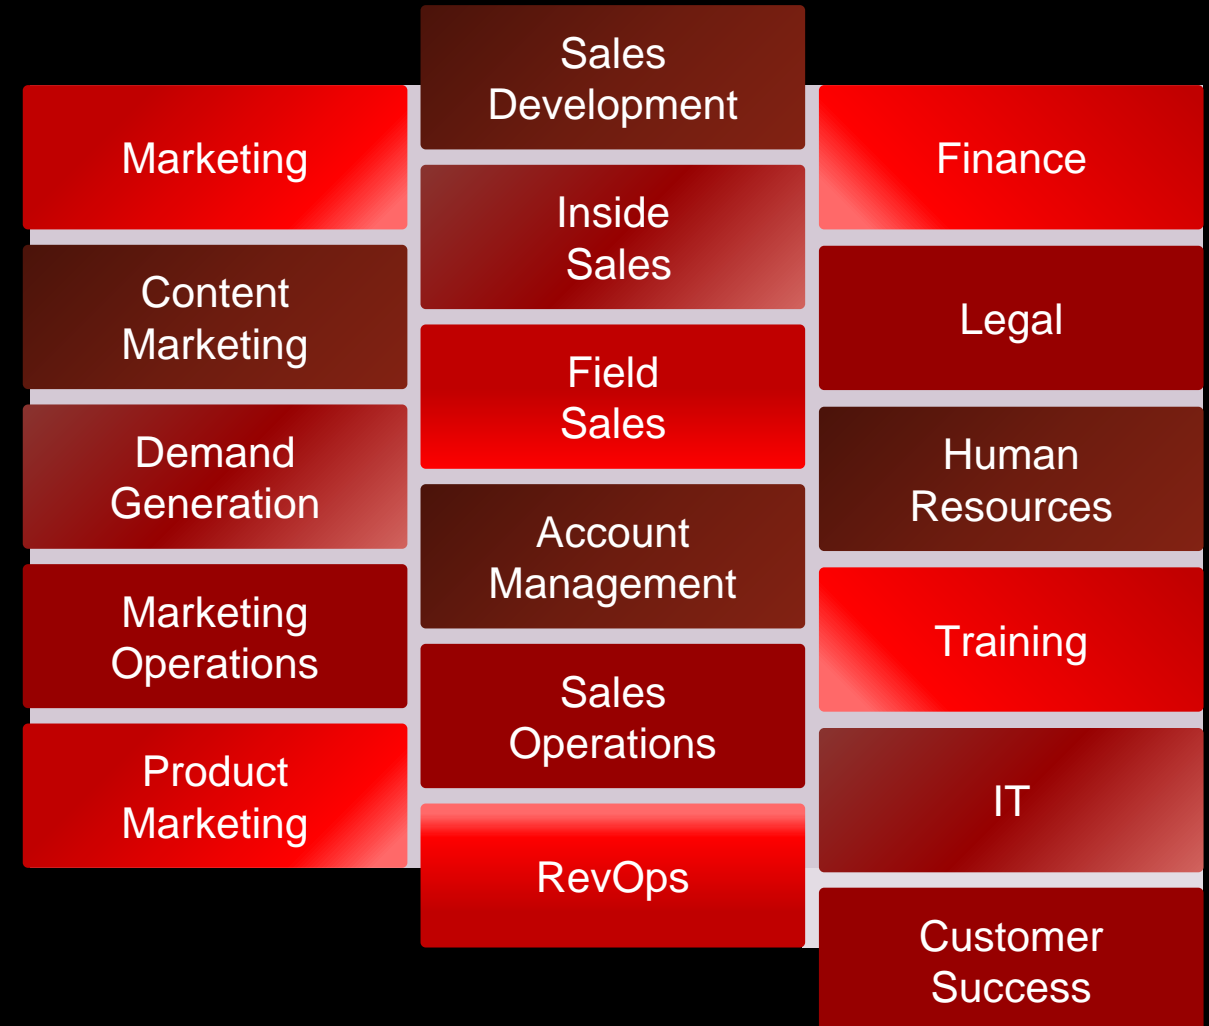 Marketing
Content
Marketing
Demand
Generation
Marketing
Operations
Product
Marketing
Sales
Development
Inside
Sales
Field
Sales
Account
Management
Sales
Operations
RevOps
Finance
Legal
Human
Resources
Training
IT
Customer
Success